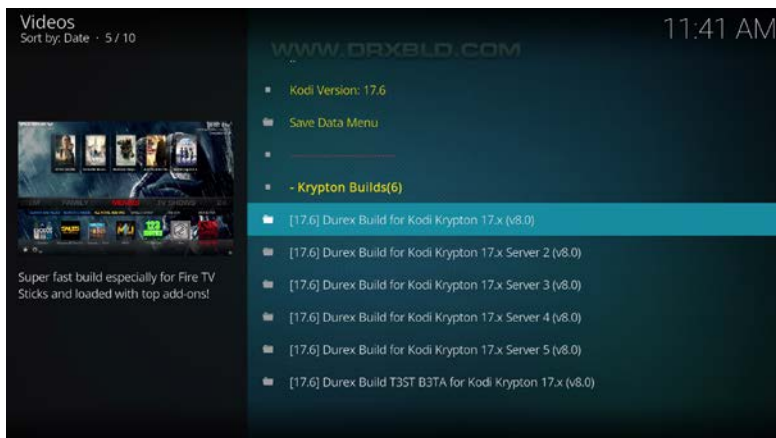 Videos
Sort by: Date · 5 / 10
11:41 AM
WWW.DRXBLD.COM
Kodi Version: 17.6
Save Data Menu
- Krypton Builds(6)
[17.6] Durex Build for Kodi Krypton 17.x (v8.0)
[17.6] Durex Build for Kodi Krypton 17.x Server 2 (v8.0)
[17.6] Durex Build for Kodi Krypton 17.x Server 3 (v8.0)
[17.6] Durex Build for Kodi Krypton 17.x Server 4 (v8.0)
[17.6] Durex Build for Kodi Krypton 17.x Server 5 (v8.0)
[17.6] Durex Build T3ST B3TA for Kodi Krypton 17.x (v8.0)
FAMILY
MOVIES
TV SHOWS
123
Super fast build especially for Fire TV
Sticks and loaded with top add-ons!